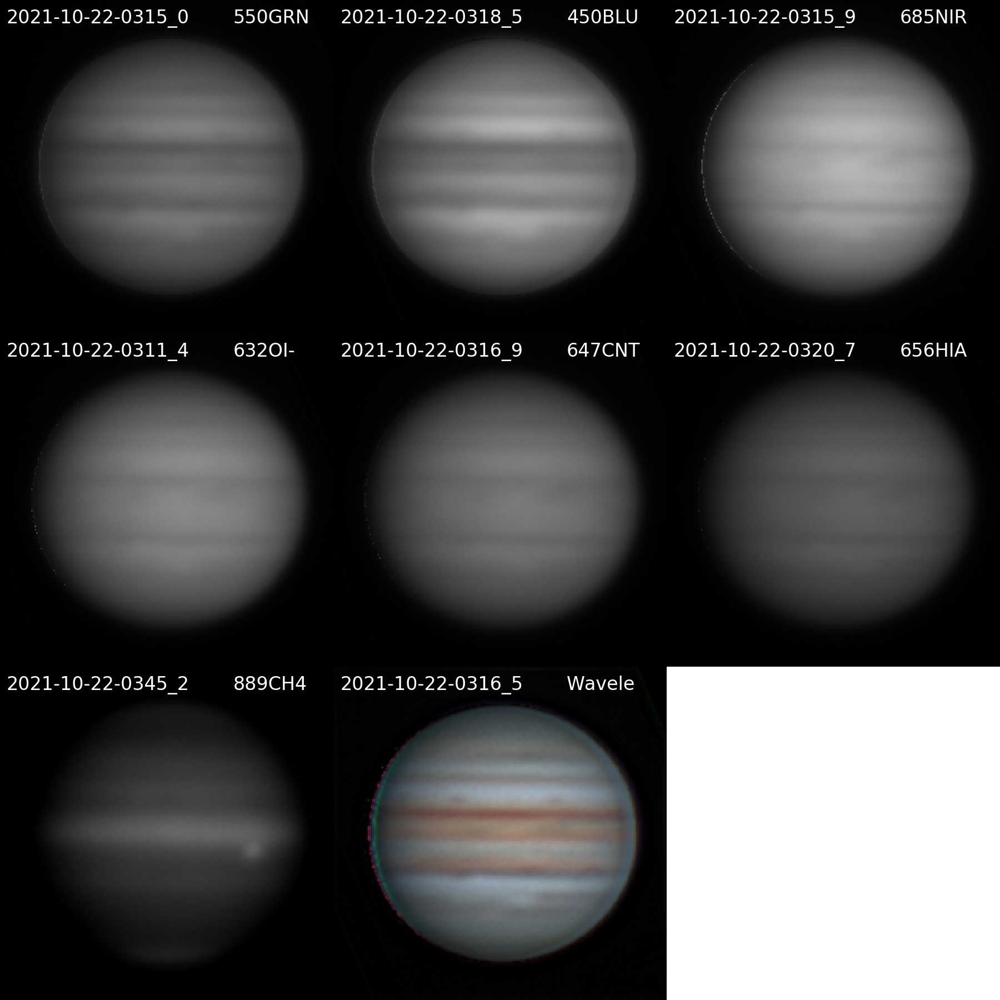 2021-10-22-0315_0 550GRN
2021-10-22-0318_5 450BLU
2021-10-22-0315_9 685NIR
2021-10-22-0311_4 632OI-
2021-10-22-0316_9 647CNT
2021-10-22-0320_7 656HIA
2021-10-22-0345_2 889CH4
2021-10-22-0316_5 Wavele